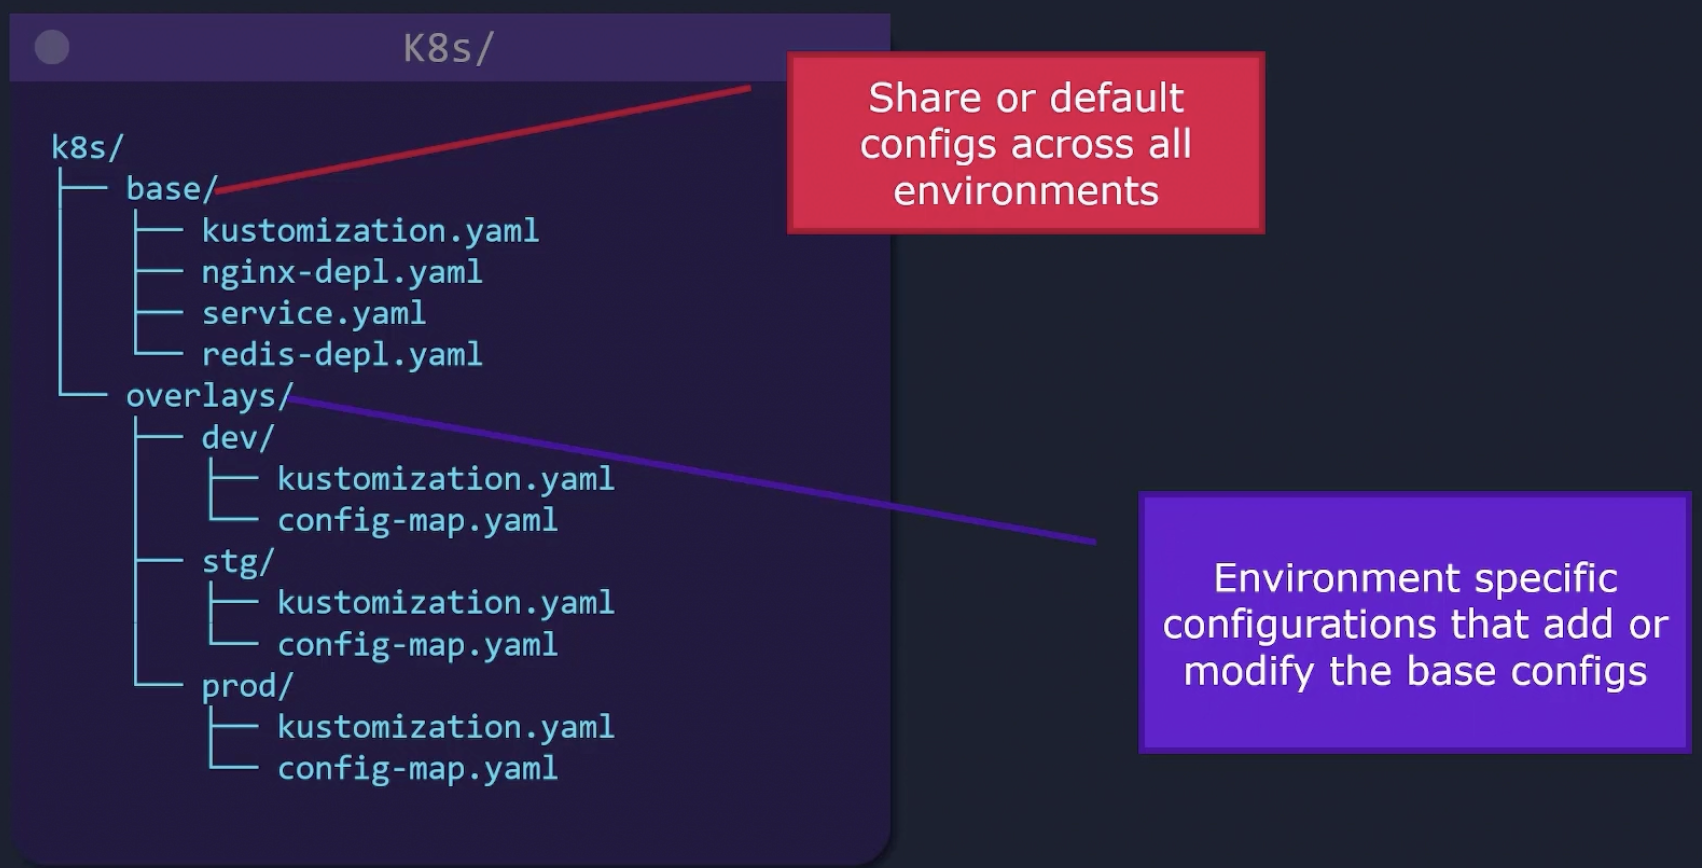 K8s/
Share or default
configs across all
environments
k8s/
base/
kustomization.yaml
nginx-depl.yaml
service.yaml
redis-depl.yaml
overlays/
dev/
kustomization.yaml
config-map.yaml
stg/
kustomization.yaml
config-map.yaml
prod/
kustomization.yaml
config-map.yaml
Environment specific
configurations that add or
modify the base configs